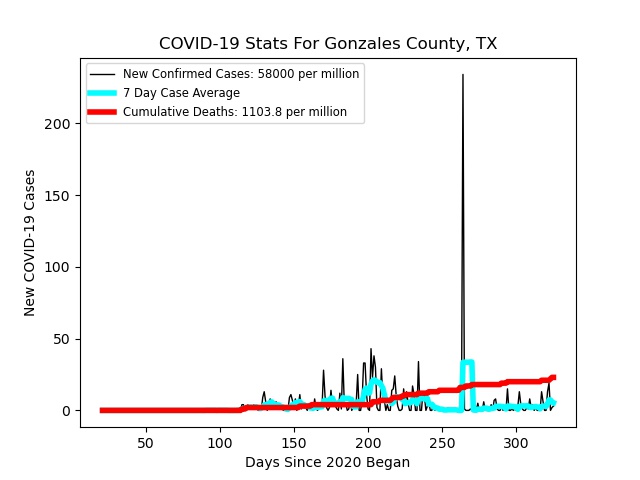 COVID-19 Stats For Gonzales County, TX
New Confirmed Cases: 58000 per million
7 Day Case Average
Cumulative Deaths: 1103.8 per million
New COVID-19 Cases
200
150
100
50
0
50 100 150 200 250 300
Days Since 2020 Began